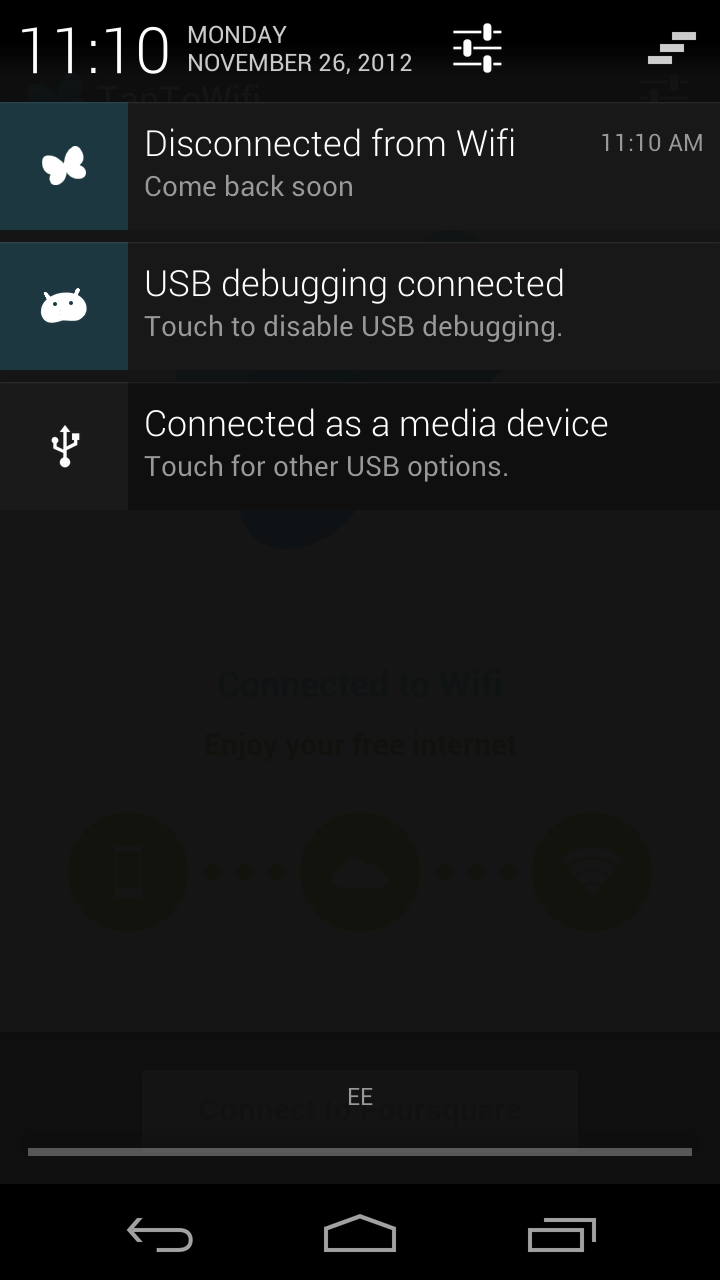 11:10
MONDAY
NOVEMBER 26, 2012
TapToWifi
Disconnected from Wifi
11:10 AM
Come back soon
USB debugging connected
Touch to disable USB debugging.
Connected as a media device
Touch for other USB options.
Connected to Wifi
Enjoy your free internet
EE
Connect to Foursquare